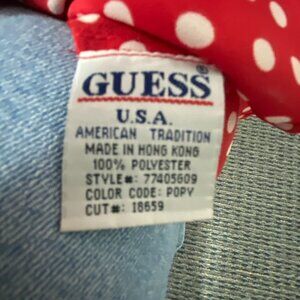 GUESS®
U.S.A.
AMERICAN TRADITION
MADE IN HONG KONG
100% POLYESTER
STYLE#: 77405609
COLOR CODE: POPY
CUT#: 18659